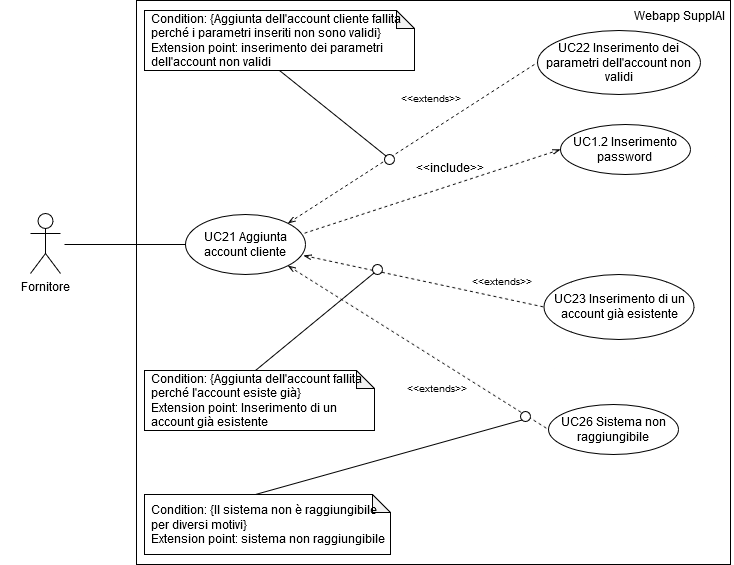 Webapp SupplAI
Condition: {Aggiunta dell'account cliente fallita
perché i parametri inseriti non sono validi}
Extension point: inserimento dei parametri
dell'account non validi
UC22 Inserimento dei
parametri dell'account non
validi
<<extends>>
UC1.2 Inserimento
password
<<include>>
UC21 Aggiunta
account cliente
Fornitore
<<extends>>
UC23 Inserimento di un
account già esistente
Condition: {Aggiunta dell'account fallita
perché l'account esiste già}
Extension point: Inserimento di un
account già esistente
<<extends>>
UC26 Sistema non
raggiungibile
Condition: {Il sistema non è raggiungibile
per diversi motivi}
Extension point: sistema non raggiungibile